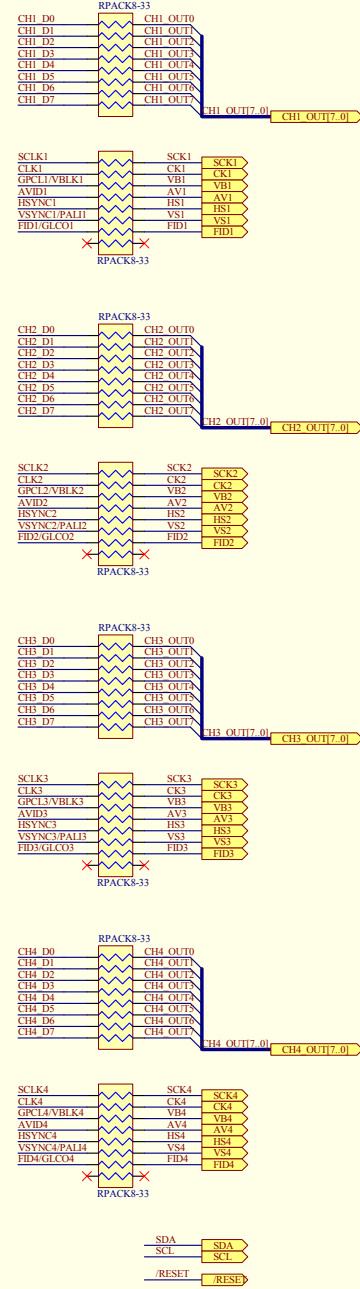 RPACK8-33
CH1_D0 CH1_OUT0
CH1_D1 CH1_OUT1
CH1_D2 CH1_OUT2
CH1_D3 CH1_OUT3
CH1_D4 CH1_OUT4
CH1_D5 CH1_OUT5
CH1_D6 CH1_OUT6
CH1_D7 CH1_OUT7
CH1_OUT[7..0] CH1_OUT[7..0]
SCLK1 SCK1 SCK1
CLK1 CK1 CK1
GPCL1/VBLK1 VB1 VB1
AVID1 AV1 AV1
HSYNC1 HS1 HS1
VSYNC1/PALI1 VS1 VS1
FID1/GLCO1 FID1 FID1
RPACK8-33
RPACK8-33
CH2_D0 CH2_OUT0
CH2_D1 CH2_OUT1
CH2_D2 CH2_OUT2
CH2_D3 CH2_OUT3
CH2_D4 CH2_OUT4
CH2_D5 CH2_OUT5
CH2_D6 CH2_OUT6
CH2_D7 CH2_OUT7
CH2_OUT[7..0] CH2_OUT[7..0]
SCLK2 SCK2 SCK2
CLK2 CK2 CK2
GPCL2/VBLK2 VB2 VB2
AVID2 AV2 AV2
HSYNC2 HS2 HS2
VSYNC2/PALI2 VS2 VS2
FID2/GLCO2 FID2 FID2
RPACK8-33
RPACK8-33
CH3_D0 CH3_OUT0
CH3_D1 CH3_OUT1
CH3_D2 CH3_OUT2
CH3_D3 CH3_OUT3
CH3_D4 CH3_OUT4
CH3_D5 CH3_OUT5
CH3_D6 CH3_OUT6
CH3_D7 CH3_OUT7
CH3_OUT[7..0] CH3_OUT[7..0]
SCLK3 SCK3 SCK3
CLK3 CK3 CK3
GPCL3/VBLK3 VB3 VB3
AVID3 AV3 AV3
HSYNC3 HS3 HS3
VSYNC3/PALI3 VS3 VS3
FID3/GLCO3 FID3 FID3
RPACK8-33
RPACK8-33
CH4_D0 CH4_OUT0
CH4_D1 CH4_OUT1
CH4_D2 CH4_OUT2
CH4_D3 CH4_OUT3
CH4_D4 CH4_OUT4
CH4_D5 CH4_OUT5
CH4_D6 CH4_OUT6
CH4_D7 CH4_OUT7
CH4_OUT[7..0] CH4_OUT[7..0]
SCLK4 SCK4 SCK4
CLK4 CK4 CK4
GPCL4/VBLK4 VB4 VB4
AVID4 AV4 AV4
HSYNC4 HS4 HS4
VSYNC4/PALI4 VS4 VS4
FID4/GLCO4 FID4 FID4
RPACK8-33
SDA SDA
SCL SCL
/RESET /RESET